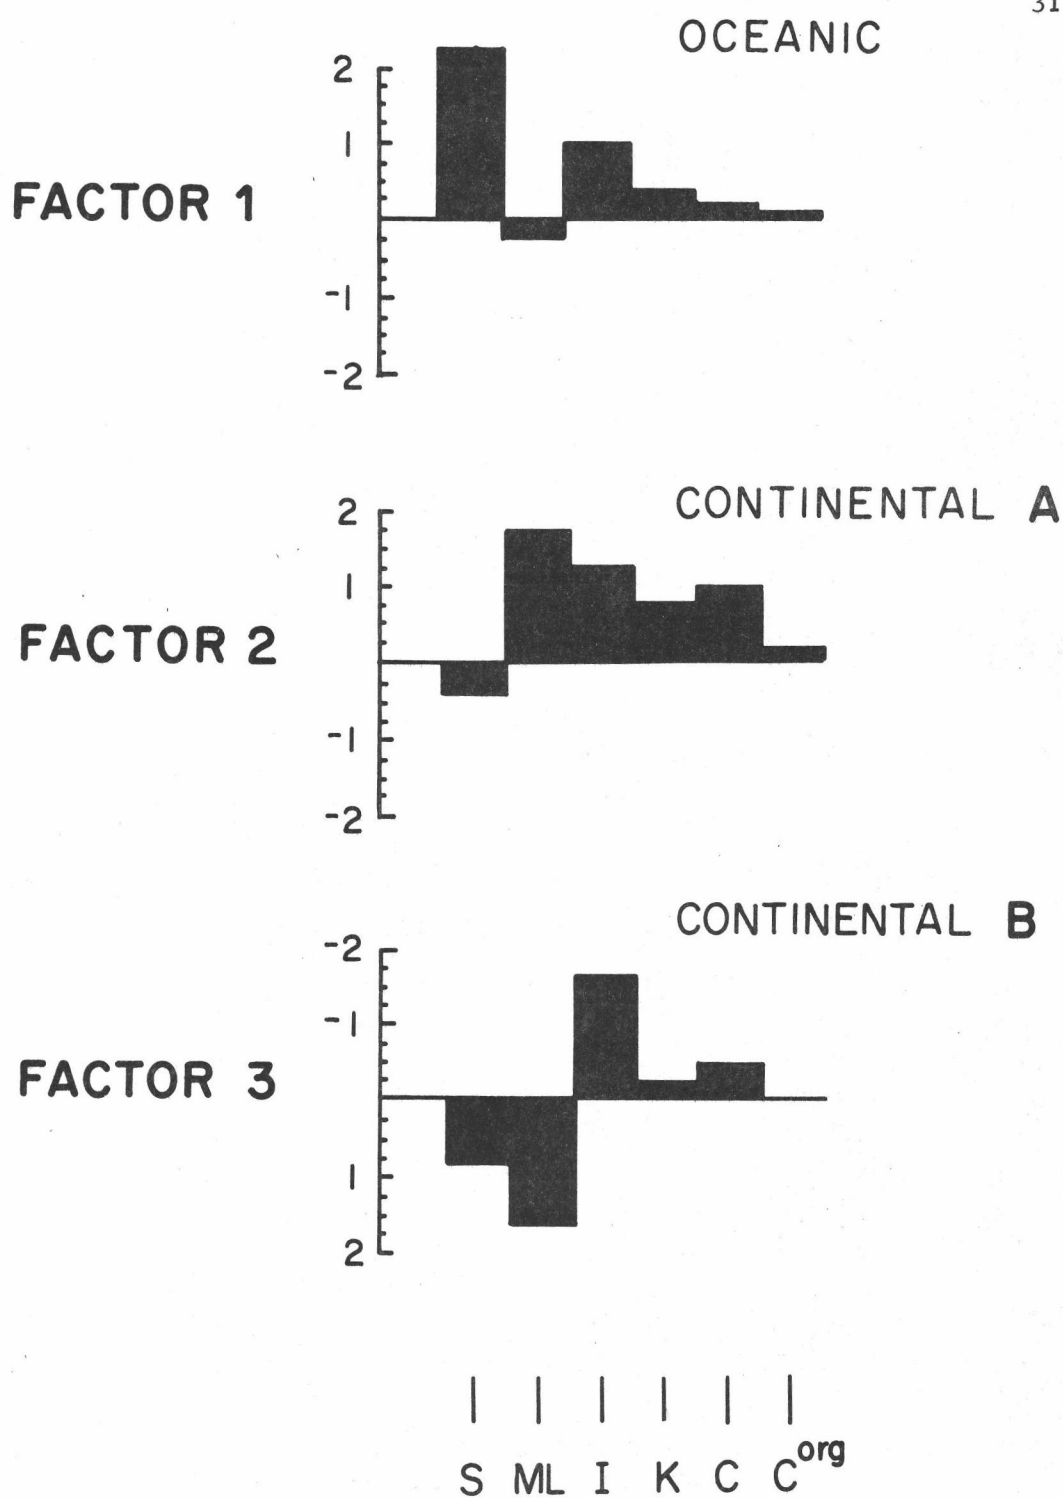 31
OCEANIC
2
1
FACTOR 1
-1
-2
CONTINENTAL A
2
1
FACTOR 2
-1
-2
CONTINENTAL B
-2
-1
FACTOR 3
1
2
S ML I K C C^org